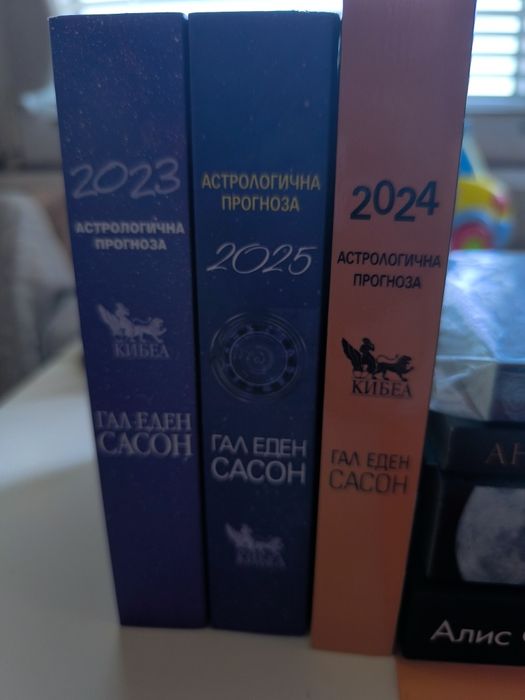 2023
АСТРОЛОГИЧНА
ПРОГНОЗА
КИБЕА
ГАЛ ЕДЕН
САСОН
АСТРОЛОГИЧНА
ПРОГНОЗА
2025
ГАЛ ЕДЕН
САСОН
КИБЕА
2024
АСТРОЛОГИЧНА
ПРОГНОЗА
КИБЕА
ГАЛ ЕДЕН
САСОН
Алис